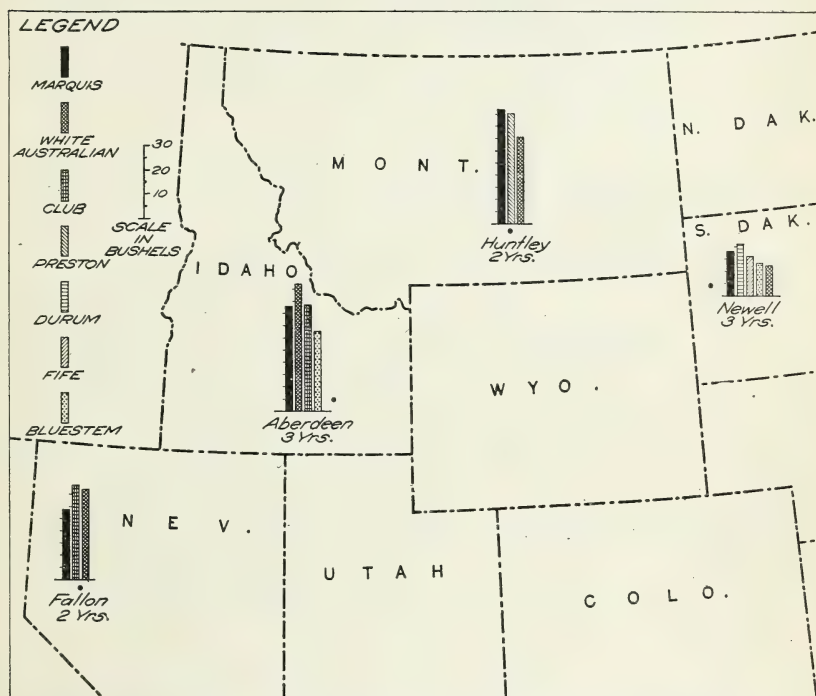 LEGEND
MARQUIS
WHITE
AUSTRALIAN
CLUB
PRESTON
DURUM
FIFE
BLUESTEM
30
20
10
SCALE
IN
BUSHELS
MONT.
N. DAK.
S. DAK.
IDAHO
WYO.
NEV.
UTAH
COLO.
Huntley
2 Yrs.
Newell
3 Yrs.
Aberdeen
3 Yrs.
Fallon
2 Yrs.